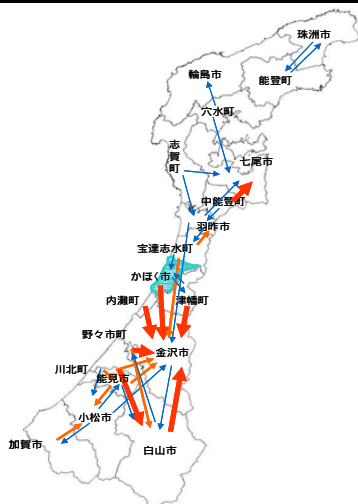 珠洲市
輪島市
能登町
穴水町
志
賀
町
七尾市
中能登町
羽昨市
宝達志水町
かほく市
内灘町
津幡町
野々市町
金沢市
川北町
能見市
小松市
加賀市
白山市